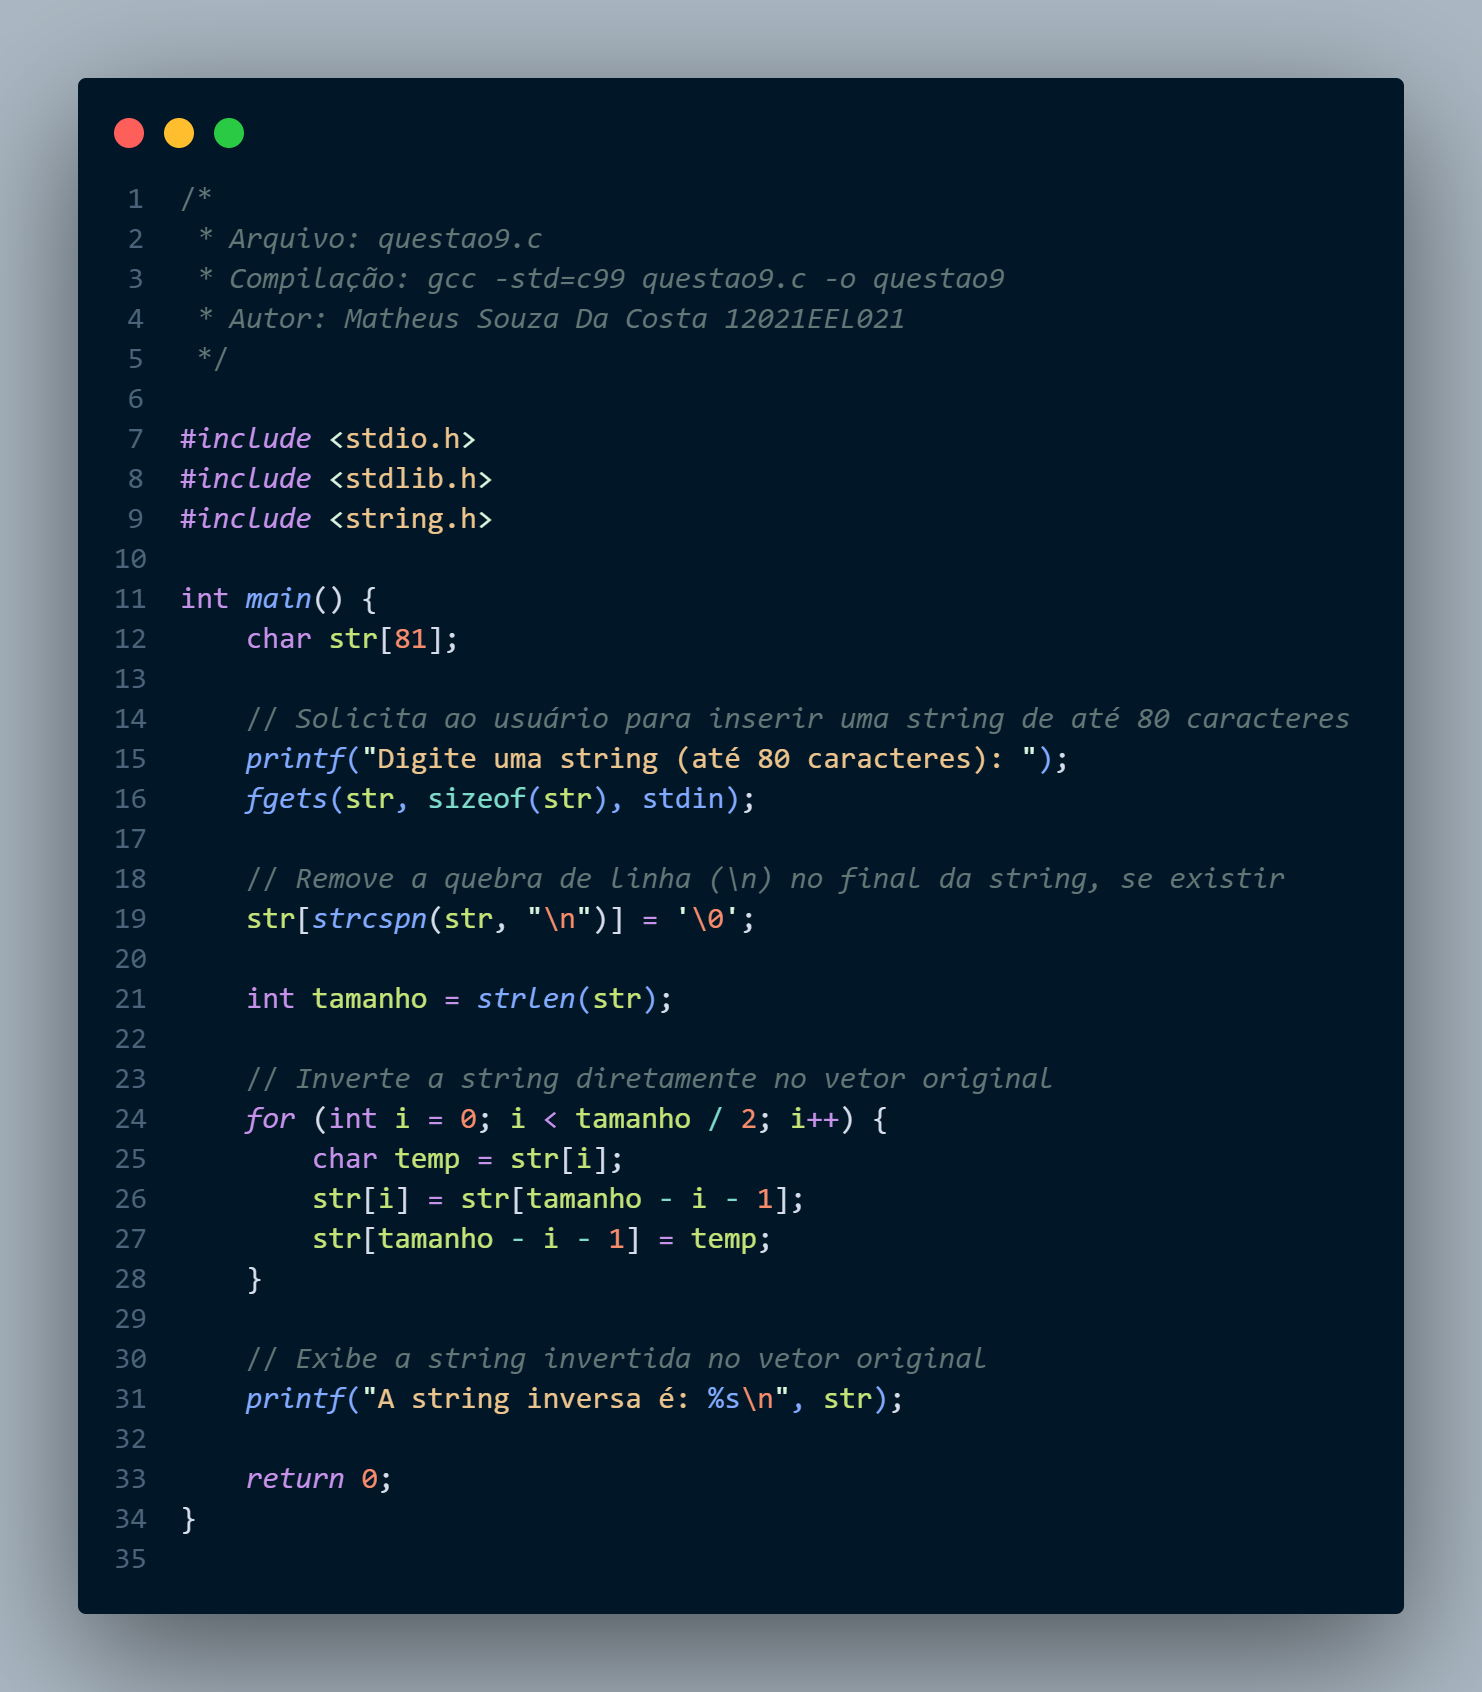 1 /*
2  * Arquivo: questao9.c
3  * Compilação: gcc -std=c99 questao9.c -o questao9
4  * Autor: Matheus Souza Da Costa 12021EEL021
5  */
6
7 #include <stdio.h>
8 #include <stdlib.h>
9 #include <string.h>
10
11 int main() {
12     char str[81];
13
14     // Solicita ao usuário para inserir uma string de até 80 caracteres
15     printf("Digite uma string (até 80 caracteres): ");
16     fgets(str, sizeof(str), stdin);
17
18     // Remove a quebra de linha (\n) no final da string, se existir
19     str[strcspn(str, "\n")] = '\0';
20
21     int tamanho = strlen(str);
22
23     // Inverte a string diretamente no vetor original
24     for (int i = 0; i < tamanho / 2; i++) {
25         char temp = str[i];
26         str[i] = str[tamanho - i - 1];
27         str[tamanho - i - 1] = temp;
28     }
29
30     // Exibe a string invertida no vetor original
31     printf("A string inversa é: %s\n", str);
32
33     return 0;
34 }
35